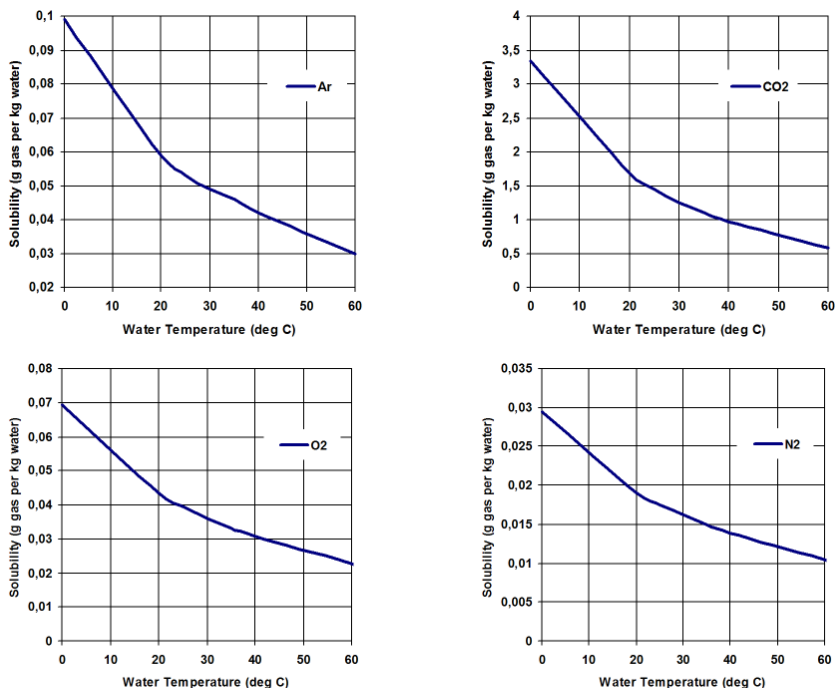 Solubility (g gas per kg water)
0,1
0,09
0,08
0,07
0,06
0,05
0,04
0,03
0,02
Ar
0 10 20 30 40 50 60
Water Temperature (deg C)
Solubility (g gas per kg water)
4
3,5
3
2,5
2
1,5
1
0,5
0
CO2
0 10 20 30 40 50 60
Water Temperature (deg C)
Solubility (g gas per kg water)
0,08
0,07
0,06
0,05
0,04
0,03
0,02
0,01
0
O2
0 10 20 30 40 50 60
Water Temperature (deg C)
Solubility (g gas per kg water)
0,035
0,03
0,025
0,02
0,015
0,01
0,005
0
N2
0 10 20 30 40 50 60
Water Temperature (deg C)